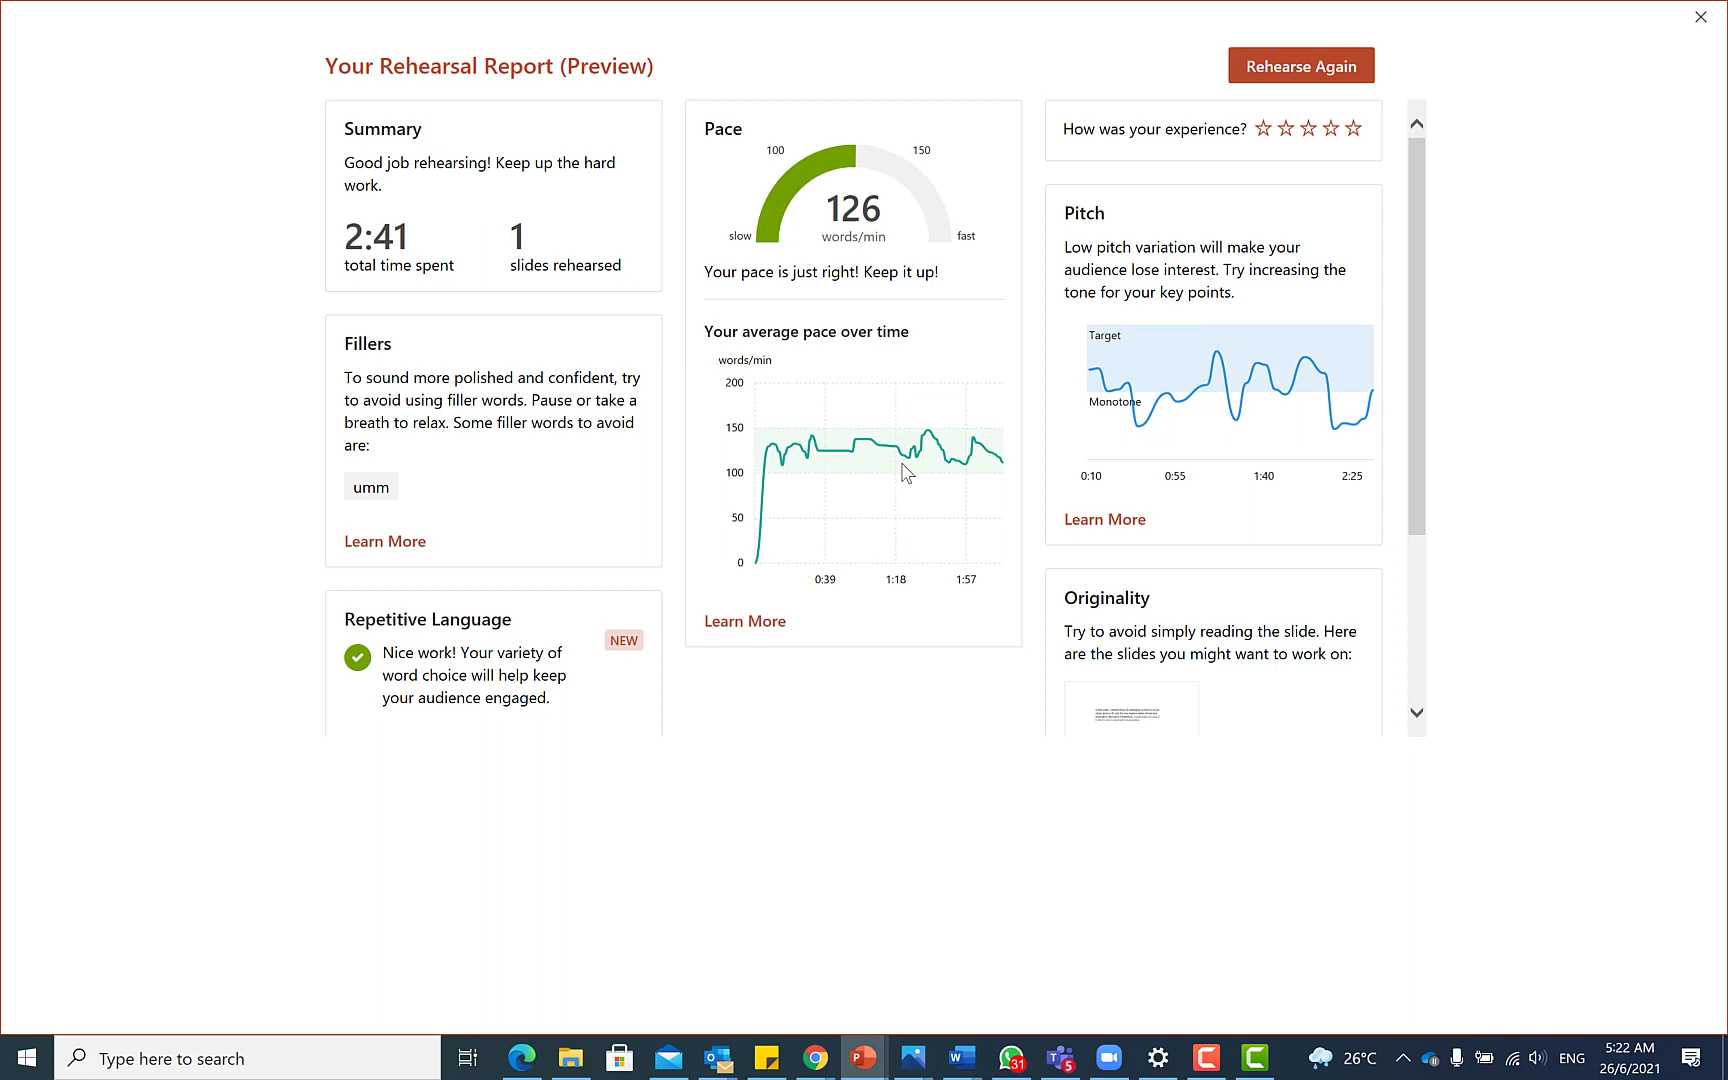 Your Rehearsal Report (Preview)
Rehearse Again
Summary
Good job rehearsing! Keep up the hard
work.
2:41
total time spent
1
slides rehearsed
Fillers
To sound more polished and confident, try
to avoid using filler words. Pause or take a
breath to relax. Some filler words to avoid
are:
umm
Learn More
Repetitive Language
NEW
Nice work! Your variety of
word choice will help keep
your audience engaged.
Pace
100
150
126
slow
words/min
fast
Your pace is just right! Keep it up!
Your average pace over time
words/min
200
150
100
50
0
0:39
1:18
1:57
Learn More
How was your experience?
Pitch
Low pitch variation will make your
audience lose interest. Try increasing the
tone for your key points.
Target
Monotone
0:10
0:55
1:40
2:25
Learn More
Originality
Try to avoid simply reading the slide. Here
are the slides you might want to work on:
Type here to search
31
5
26°C
ENG
5:22 AM
26/6/2021